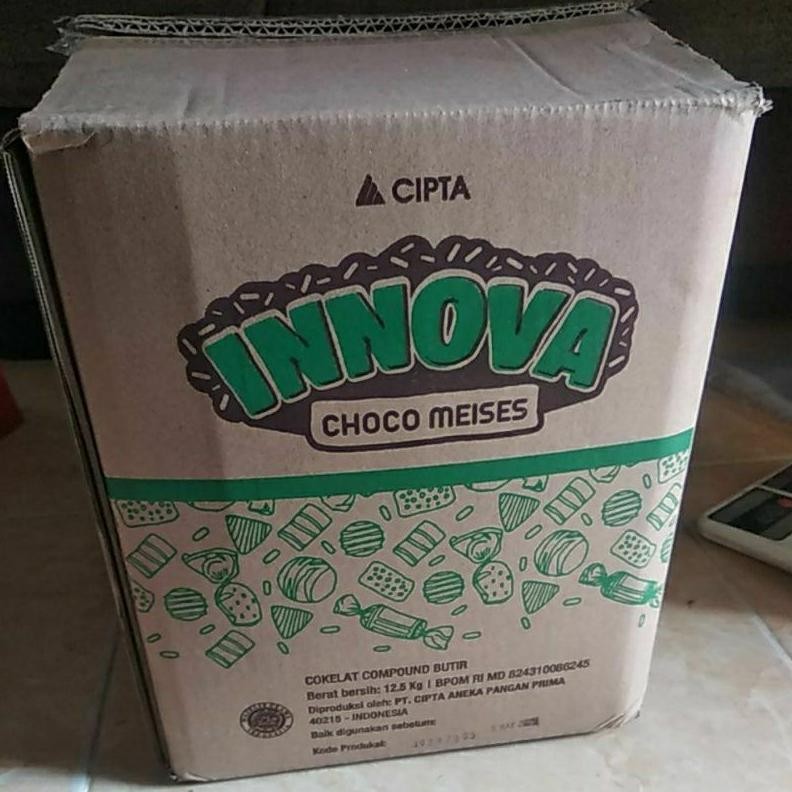 CIPTA
INNOVA
CHOCO MEISES
COKELAT COMPOUND BUTIR
Berat bersih: 12.5 Kg | BPOM RI MD 824310086245
Diproduksi oleh: PT. CIPTA ANEKA PANGAN PRIMA
40215 - INDONESIA
Baik digunakan sebelum:
Kode Produksi: